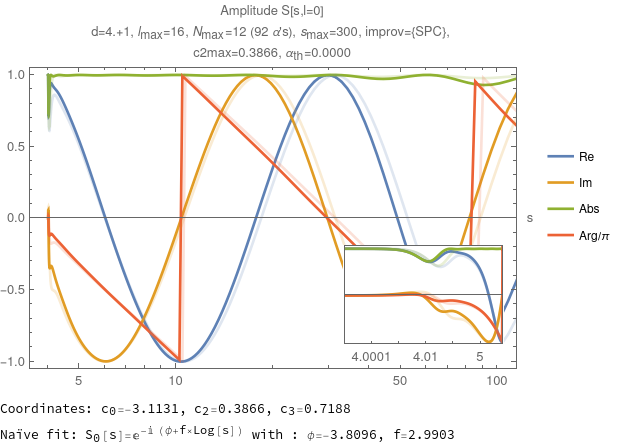 Amplitude S[s,l=0]
d=4.+1, lmax=16, Nmax=12 (92 α's), smax=300, improv={SPC},
c2max=0.3866, αth=0.0000
1.0
0.5
0.0
-0.5
-1.0
5
10
50
100
s
4.0001
4.01
5
Re
Im
Abs
Arg/π
Coordinates: c₀=-3.1131, c₂=0.3866, c₃=0.7188
Naïve fit: S₀[s]=e^-i (ϕ+f×Log[s]) with : ϕ=-3.8096, f=2.9903